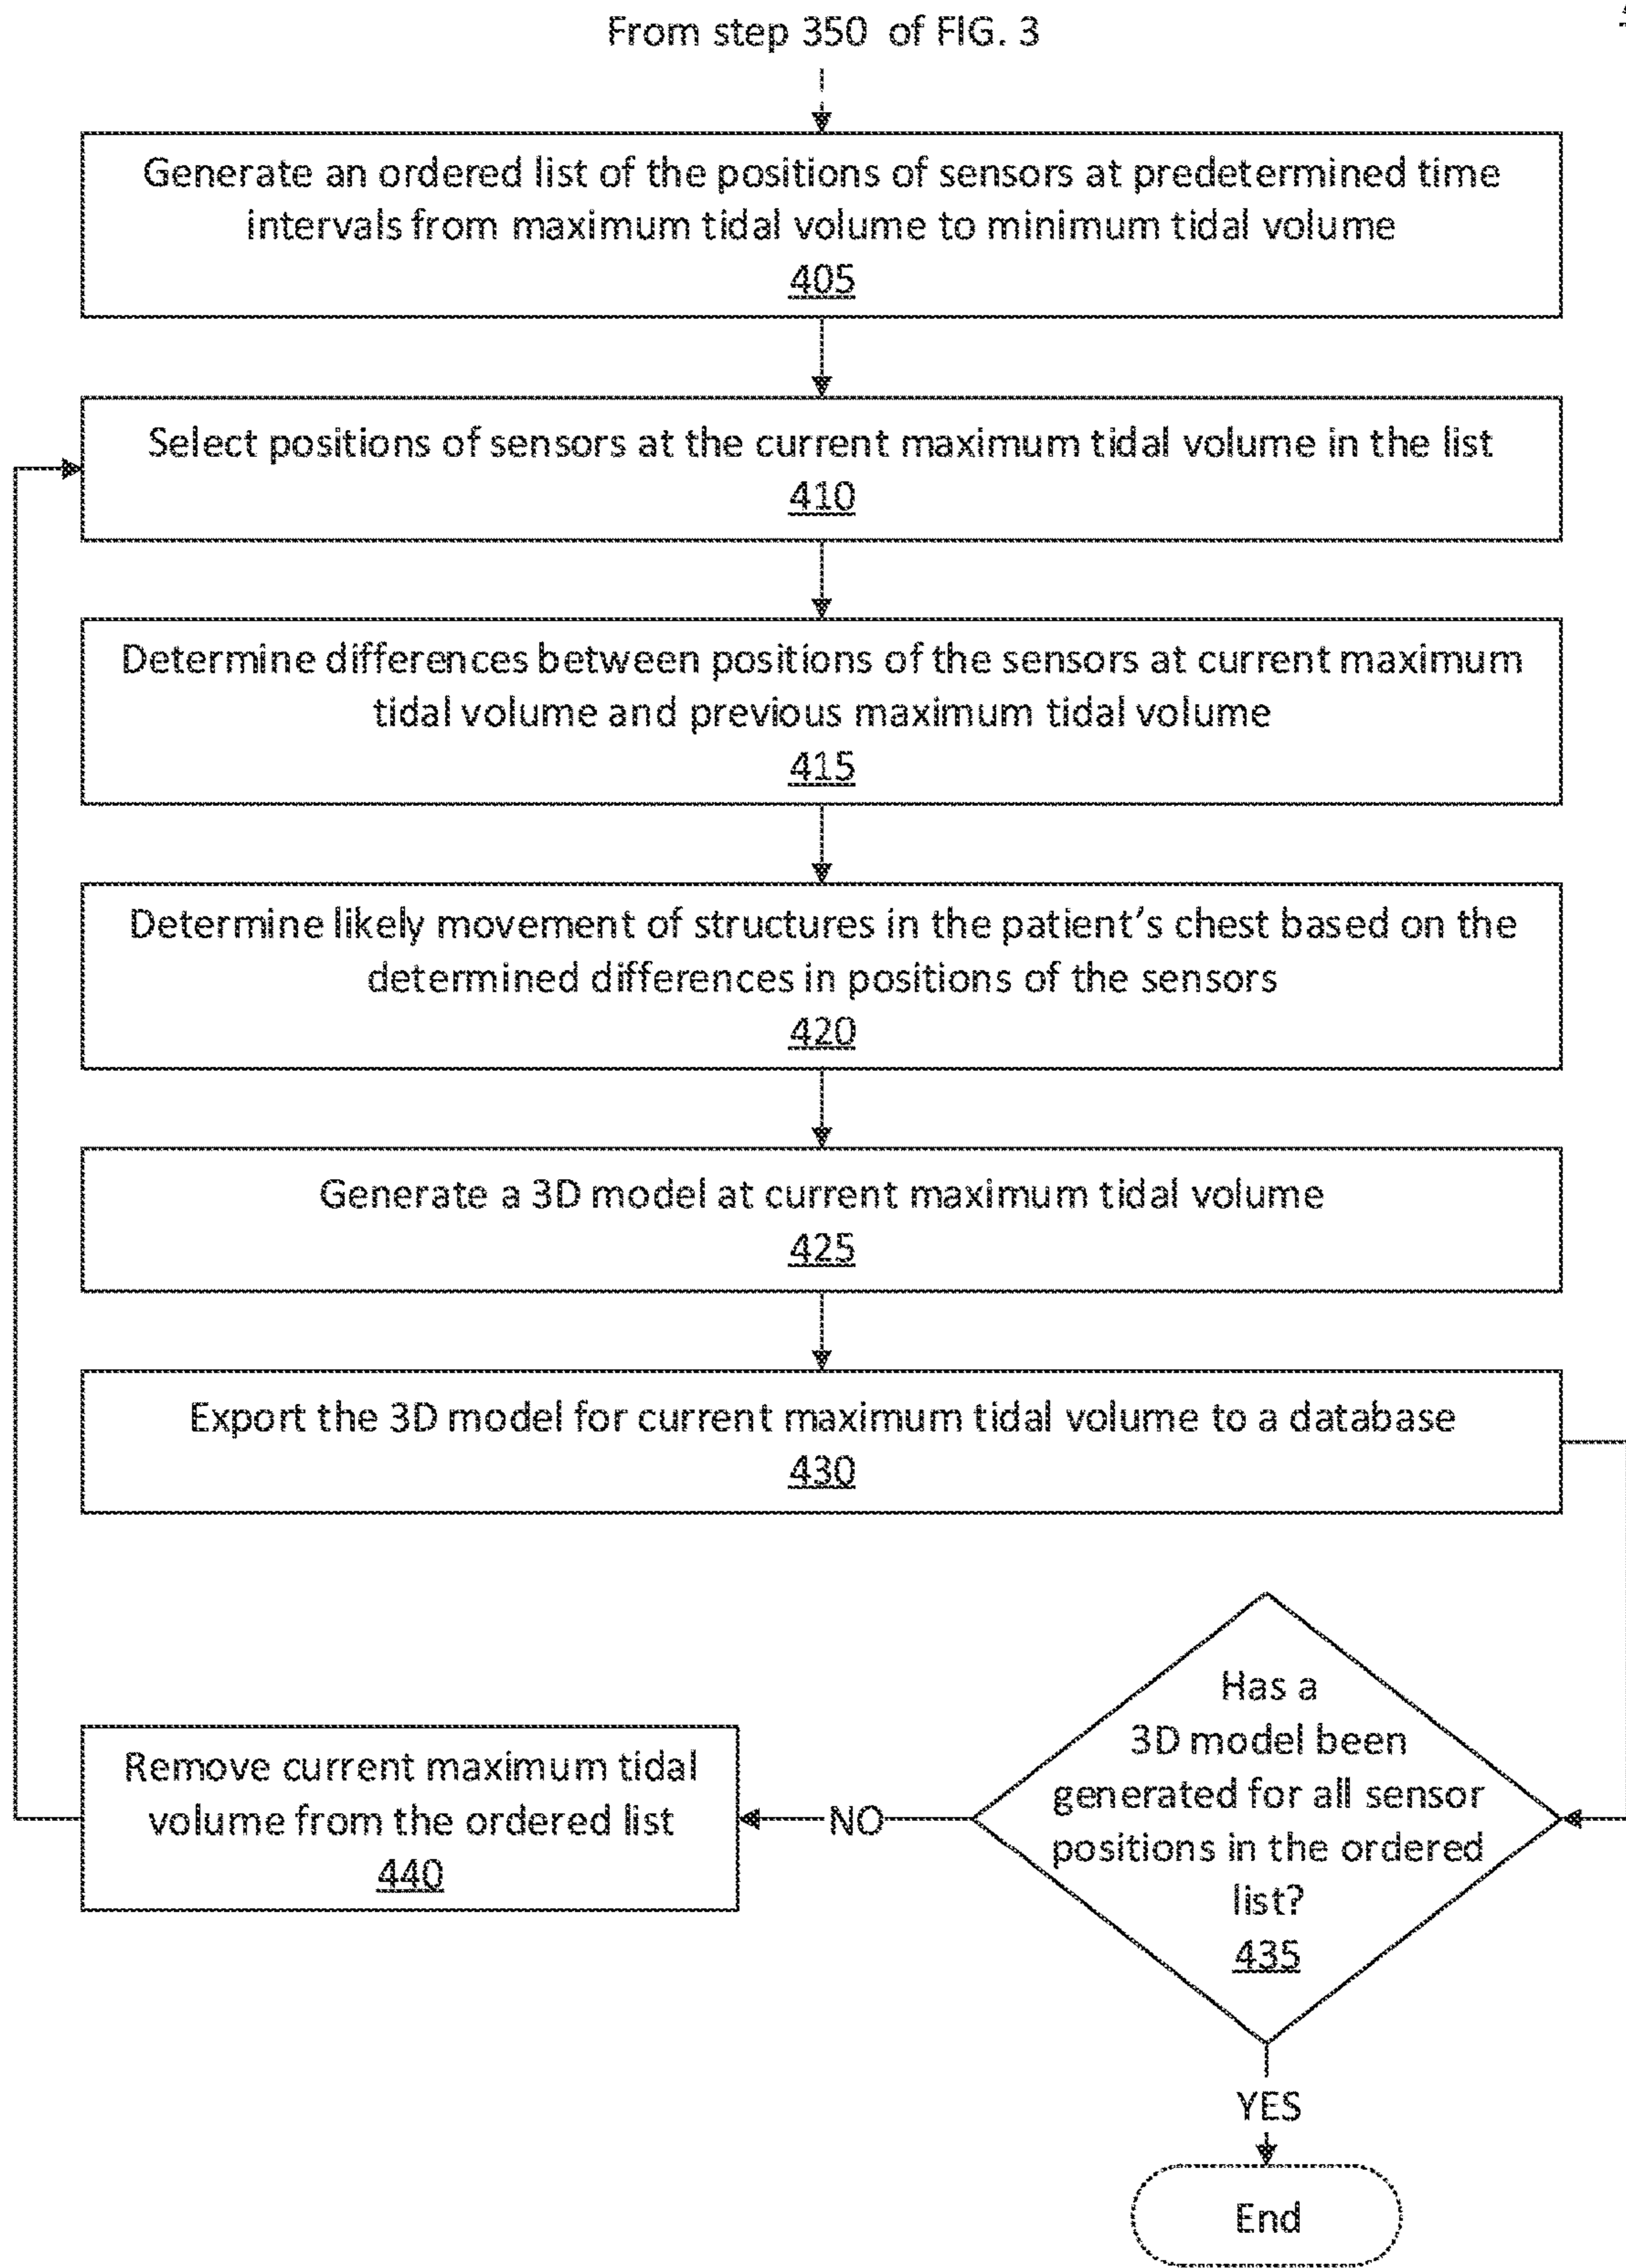 From step 350 of FIG. 3
Generate an ordered list of the positions of sensors at predetermined time
intervals from maximum tidal volume to minimum tidal volume
405
Select positions of sensors at the current maximum tidal volume in the list
410
Determine differences between positions of the sensors at current maximum
tidal volume and previous maximum tidal volume
415
Determine likely movement of structures in the patient's chest based on the
determined differences in positions of the sensors
420
Generate a 3D model at current maximum tidal volume
425
Export the 3D model for current maximum tidal volume to a database
430
Has a
3D model been
generated for all sensor
positions in the ordered
list?
435
NO
Remove current maximum tidal
volume from the ordered list
440
YES
End